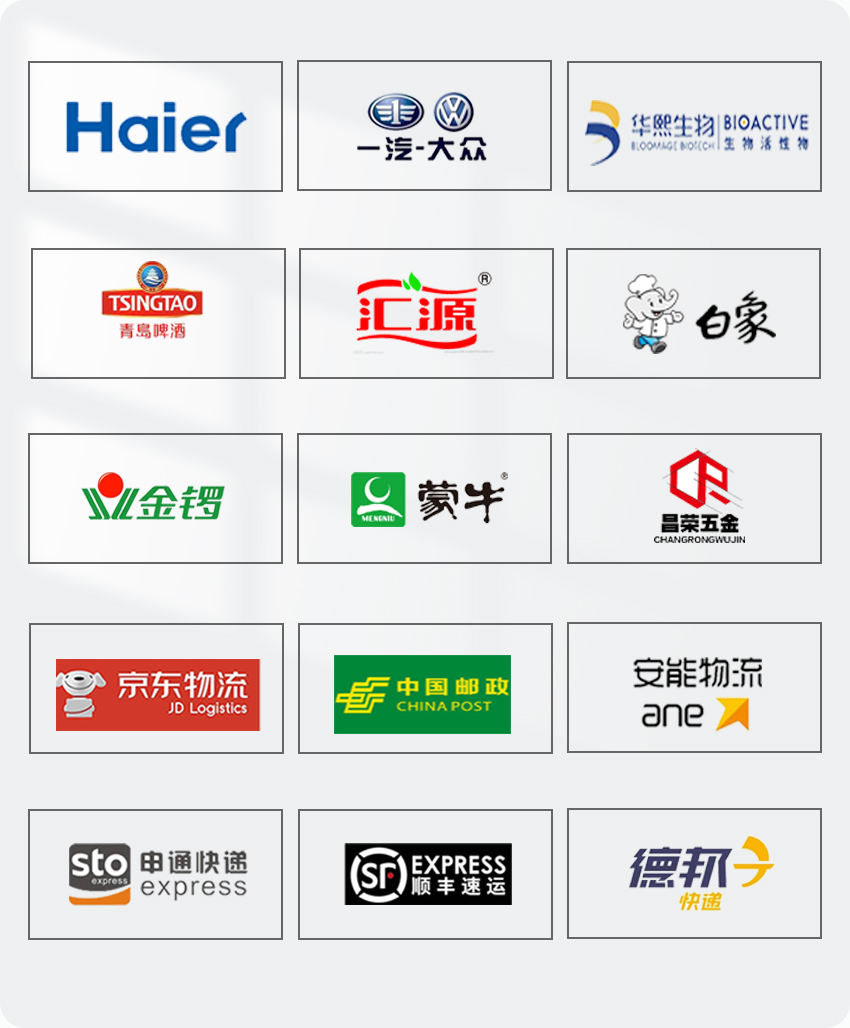 Haier
一汽-大众
华熙生物
BLOOMAGE BIOTECH
BIOACTIVE
生物活性物
TSINGTAO
青島啤酒
汇源
®
白象
金锣
MENGNIU
蒙牛
®
昌荣五金
CHANGRONGWUJIN
京东物流
JD Logistics
中国邮政
CHINA POST
安能物流
ane
sto
express
申通快递
express
SF
EXPRESS
顺丰速运
德邦
快递